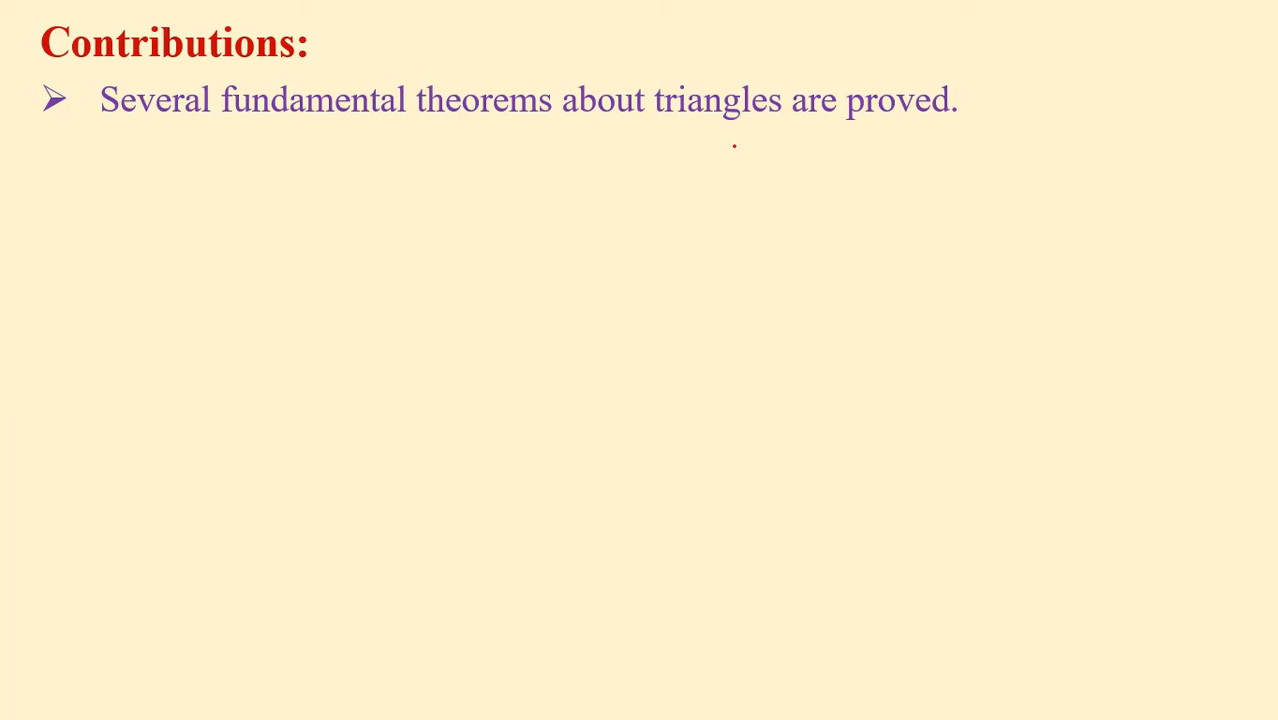 Contributions:
➢ Several fundamental theorems about triangles are proved.